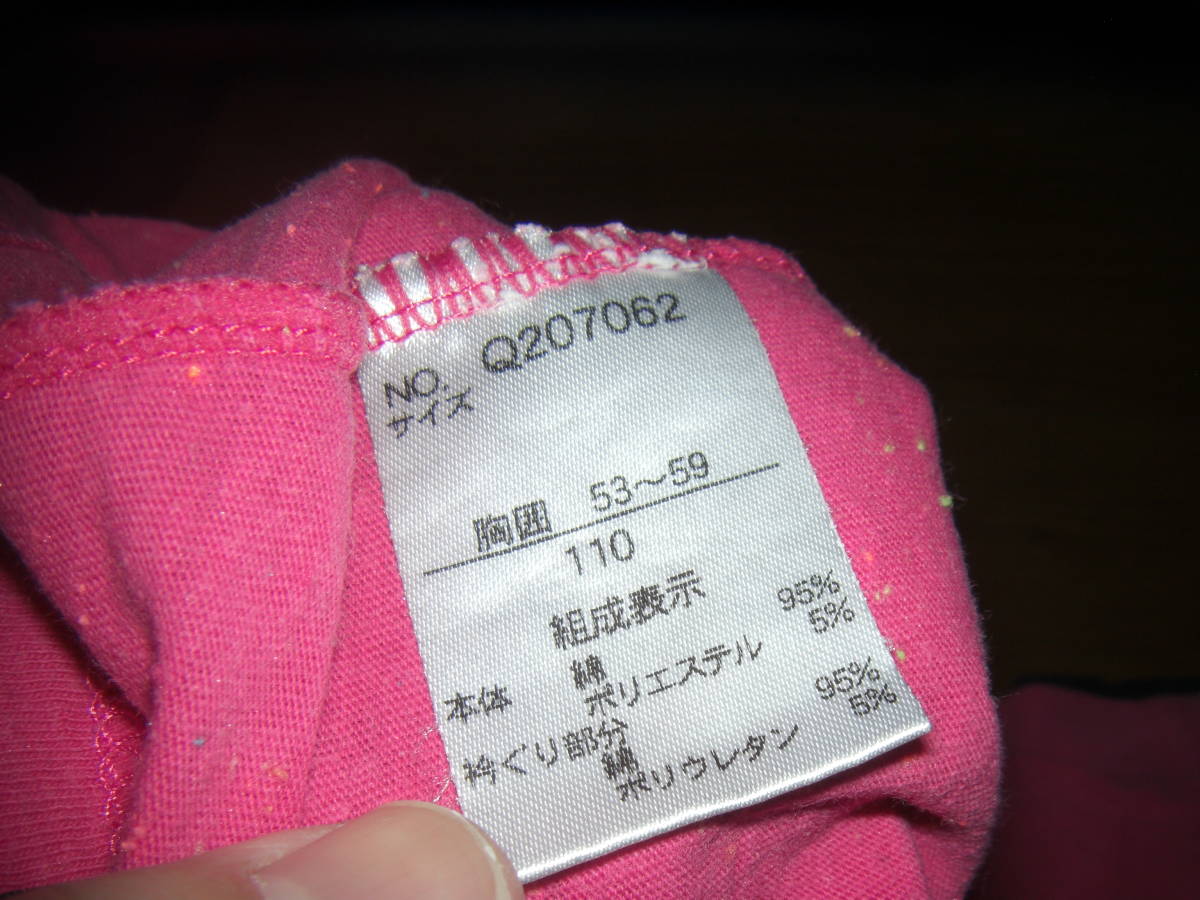 NO. Q207062
サイズ
胸囲 53～59
110
組成表示
本体 綿 95%
ポリエステル 5%
衿ぐり部分
綿 95%
ポリウレタン 5%